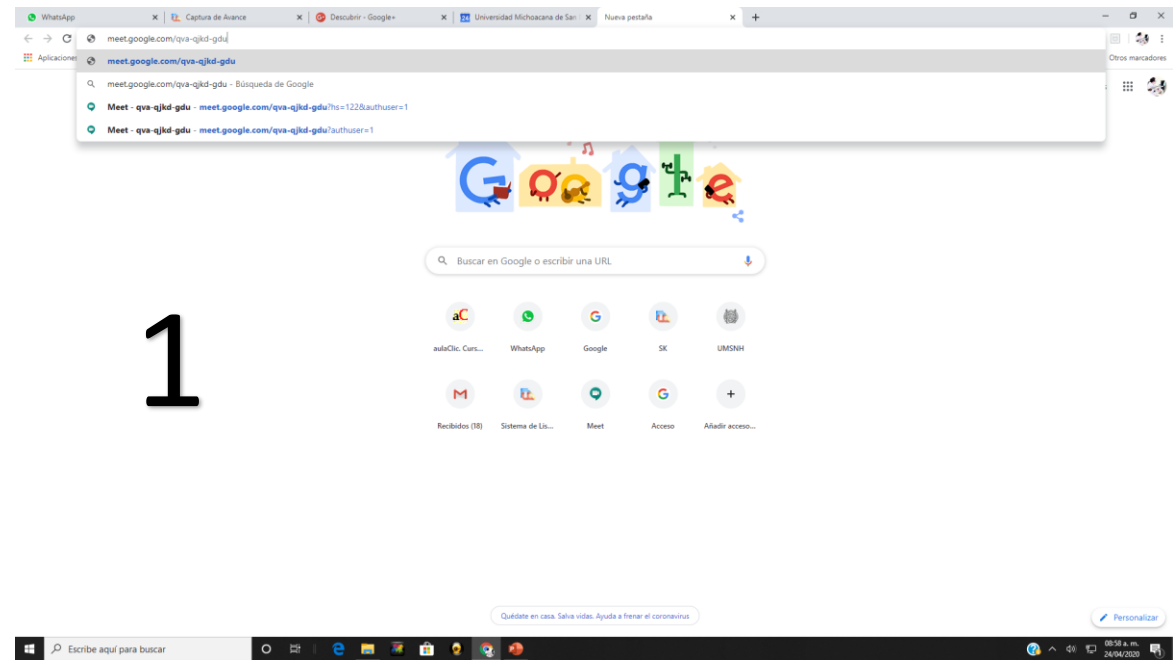 WhatsApp
Captura de Avance
Descubrir - Google+
Universidad Michoacana de San
Nueva pestaña
meet.google.com/qva-qjkd-gdu
Aplicaciones
Otros marcadores
meet.google.com/qva-qjkd-gdu
meet.google.com/qva-qjkd-gdu - Búsqueda de Google
Meet - qva-qjkd-gdu - meet.google.com/qva-qjkd-gdu?hs=122&authuser=1
Meet - qva-qjkd-gdu - meet.google.com/qva-qjkd-gdu?authuser=1
Google
Buscar en Google o escribir una URL
1
aC
aulaClic. Curs...
WhatsApp
Google
SK
UMSNH
Recibidos (18)
Sistema de Lis...
Meet
Acceso
Añadir acceso...
Quédate en casa. Salva vidas. Ayuda a frenar el coronavirus
Personalizar
Escribe aquí para buscar
08:58 a. m.
24/04/2020